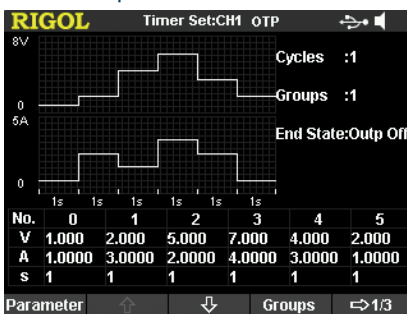 RIGOL Timer Set:CH1 OTP
8V
Cycles :1
Groups :1
0
5A
End State:Outp Off
0
1s 1s 1s 1s 1s
No. 0 1 2 3 4 5
V 1.000 2.000 5.000 7.000 4.000 2.000
A 1.0000 3.0000 2.0000 4.0000 3.0000 1.0000
s 1 1 1 1 1 1
Parameter Groups 1/3